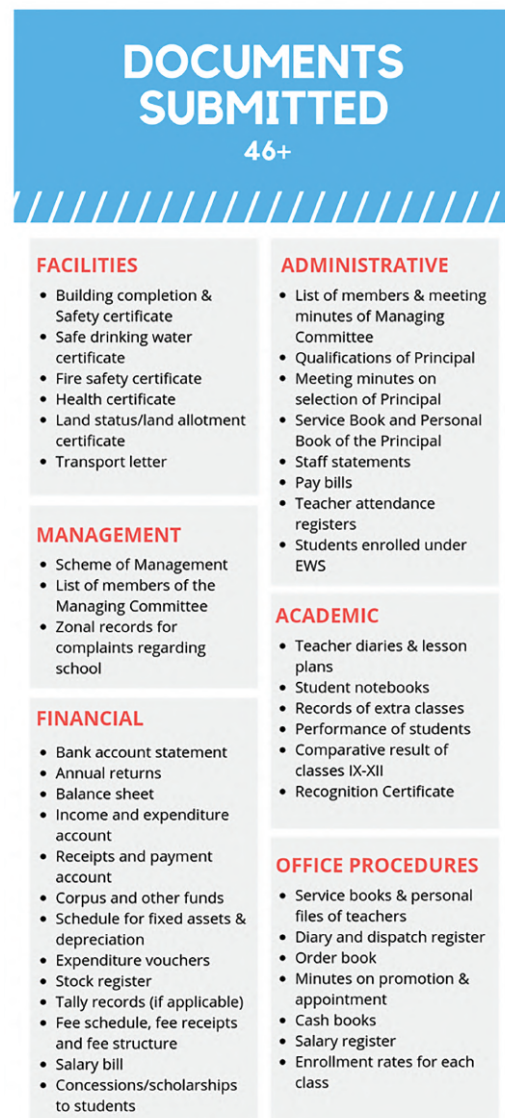 DOCUMENTS
SUBMITTED
46+
FACILITIES
• Building completion &
Safety certificate
• Safe drinking water
certificate
• Fire safety certificate
• Health certificate
• Land status/land allotment
certificate
• Transport letter
MANAGEMENT
• Scheme of Management
• List of members of the
Managing Committee
• Zonal records for
complaints regarding
school
FINANCIAL
• Bank account statement
• Annual returns
• Balance sheet
• Income and expenditure
account
• Receipts and payment
account
• Corpus and other funds
• Schedule for fixed assets &
depreciation
• Expenditure vouchers
• Stock register
• Tally records (if applicable)
• Fee schedule, fee receipts
and fee structure
• Salary bill
• Concessions/scholarships
to students
ADMINISTRATIVE
• List of members & meeting
minutes of Managing
Committee
• Qualifications of Principal
• Meeting minutes on
selection of Principal
• Service Book and Personal
Book of the Principal
• Staff statements
• Pay bills
• Teacher attendance
registers
• Students enrolled under
EWS
ACADEMIC
• Teacher diaries & lesson
plans
• Student notebooks
• Records of extra classes
• Performance of students
• Comparative result of
classes IX-XII
• Recognition Certificate
OFFICE PROCEDURES
• Service books & personal
files of teachers
• Diary and dispatch register
• Order book
• Minutes on promotion &
appointment
• Cash books
• Salary register
• Enrollment rates for each
class